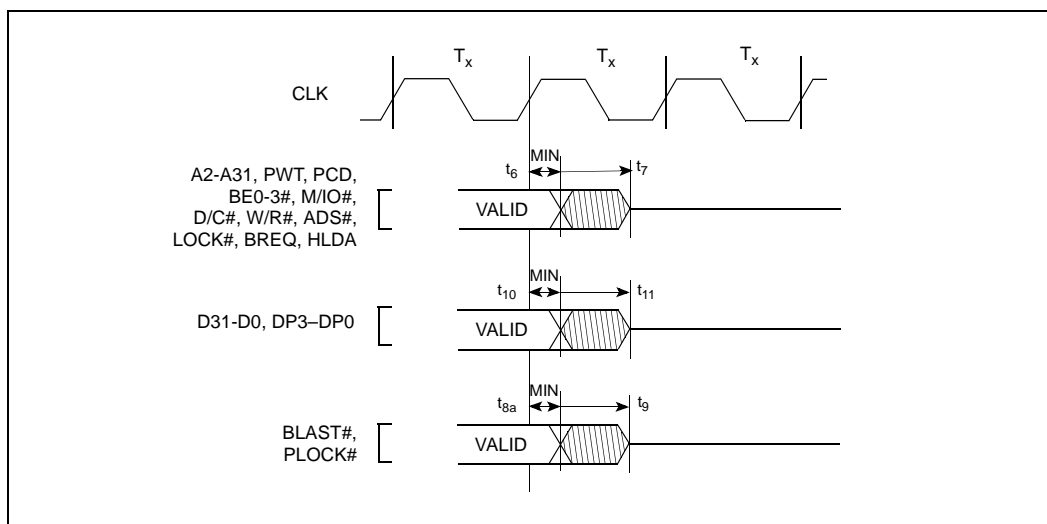 Tx Tx Tx
CLK
MIN
t6 t7
A2-A31, PWT, PCD,
BE0-3#, M/IO#,
D/C#, W/R#, ADS#,
LOCK#, BREQ, HLDA
VALID
MIN
t10 t11
D31-D0, DP3–DP0
VALID
MIN
t8a t9
BLAST#,
PLOCK#
VALID